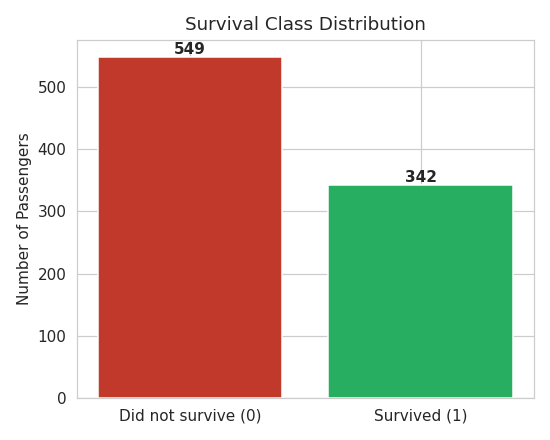 Survival Class Distribution
549
342
Number of Passengers
500
400
300
200
100
0
Did not survive (0)
Survived (1)